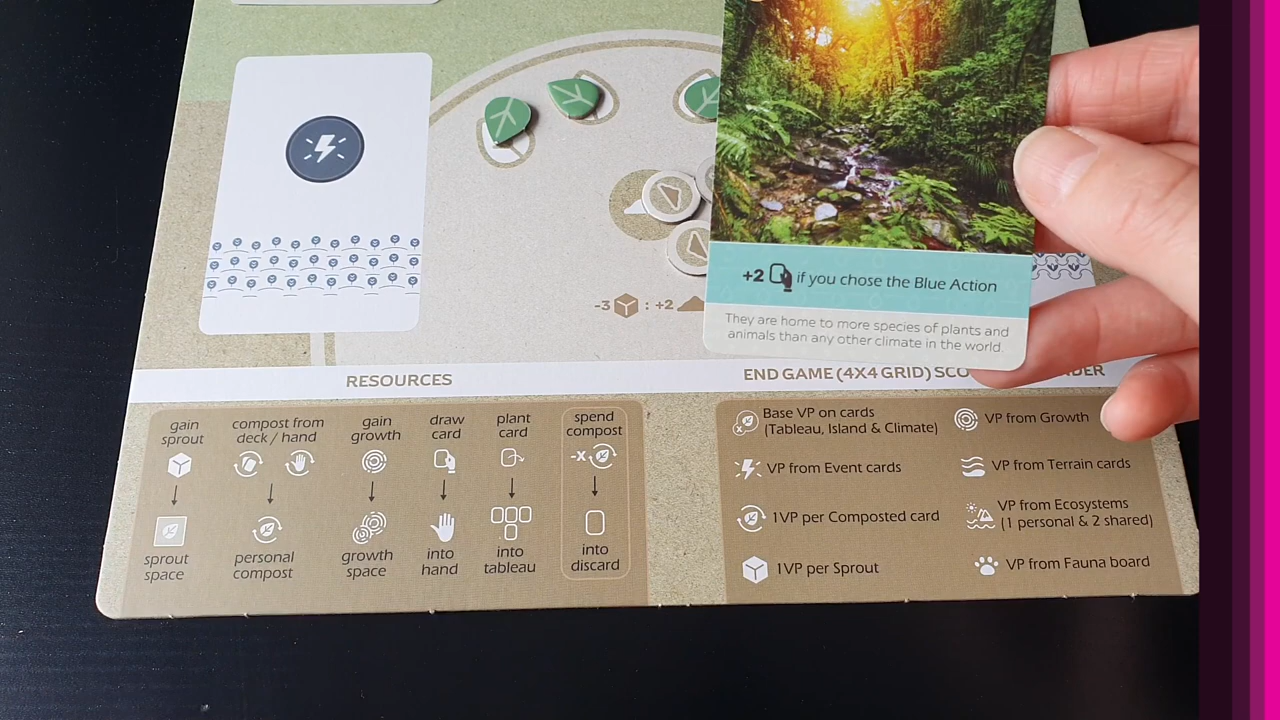 +2 if you chose the Blue Action
They are home to more species of plants and
animals than any other climate in the world.
-3 : +2
RESOURCES
gain
sprout
sprout
space
compost from
deck / hand
personal
compost
gain
growth
growth
space
draw
card
into
hand
plant
card
into
tableau
spend
compost
-X
into
discard
END GAME (4X4 GRID) SCO
Base VP on cards
(Tableau, Island & Climate)
VP from Event cards
1VP per Composted card
1VP per Sprout
VP from Growth
VP from Terrain cards
VP from Ecosystems
(1 personal & 2 shared)
VP from Fauna board